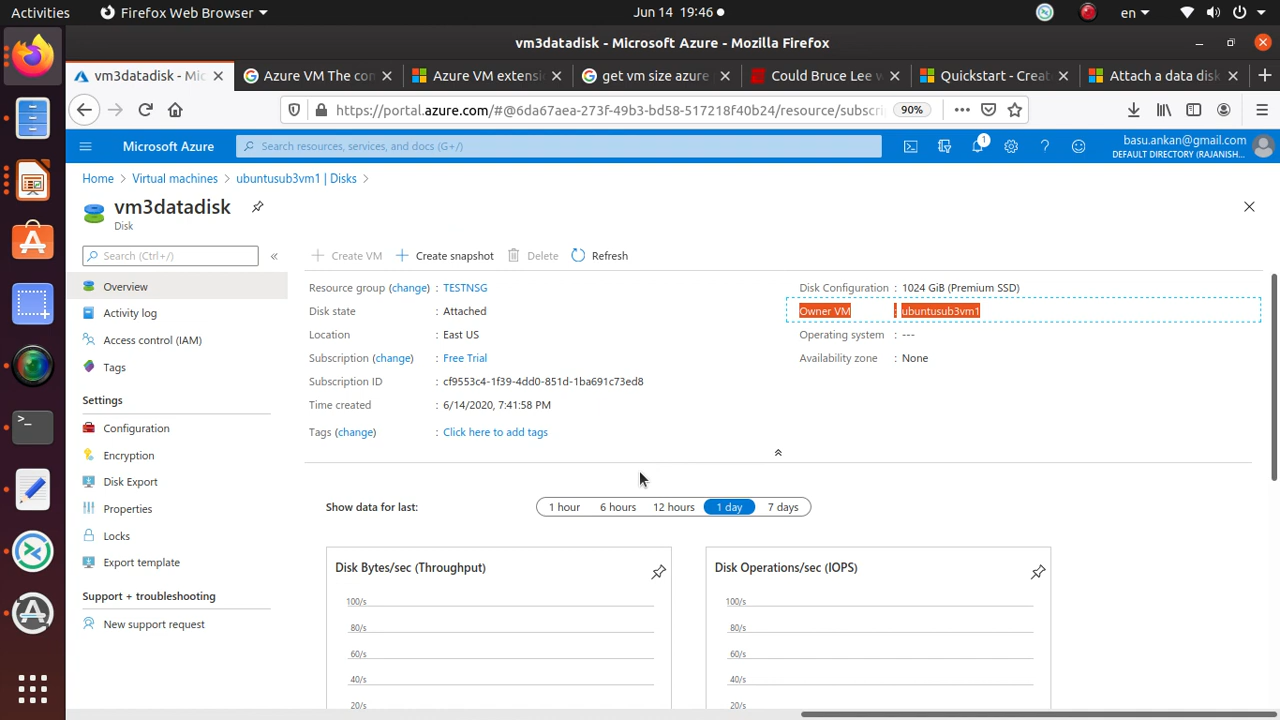 Activities
Firefox Web Browser
Jun 14 19:46
en
vm3datadisk - Microsoft Azure - Mozilla Firefox
vm3datadisk - Mic
Azure VM The con
Azure VM extensi
get vm size azure
Could Bruce Lee w
Quickstart - Creat
Attach a data disk
https://portal.azure.com/#@6da67aea-273f-49b3-bd58-517218f40b24/resource/subscri
90%
Microsoft Azure
Search resources, services, and docs (G+/)
1
basu.ankan@gmail.com
DEFAULT DIRECTORY (RAJANISH...
Home > Virtual machines > ubuntusub3vm1 | Disks >
vm3datadisk
Disk
Search (Ctrl+/)
«
Create VM
Create snapshot
Delete
Refresh
Overview
Activity log
Access control (IAM)
Tags
Settings
Configuration
Encryption
Disk Export
Properties
Locks
Export template
Support + troubleshooting
New support request
Resource group (change) : TESTNSG
Disk state : Attached
Location : East US
Subscription (change) : Free Trial
Subscription ID : cf9553c4-1f39-4dd0-851d-1ba691c73ed8
Time created : 6/14/2020, 7:41:58 PM
Tags (change) : Click here to add tags
Disk Configuration : 1024 GiB (Premium SSD)
Owner VM : ubuntusub3vm1
Operating system : ---
Availability zone : None
Show data for last:
1 hour
6 hours
12 hours
1 day
7 days
Disk Bytes/sec (Throughput)
100/s
80/s
60/s
40/s
20/s
Disk Operations/sec (IOPS)
100/s
80/s
60/s
40/s
20/s